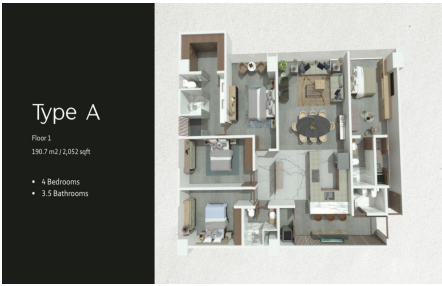 Type A
Floor 1
190.7 m2 / 2,052 sqft
• 4 Bedrooms
• 3.5 Bathrooms